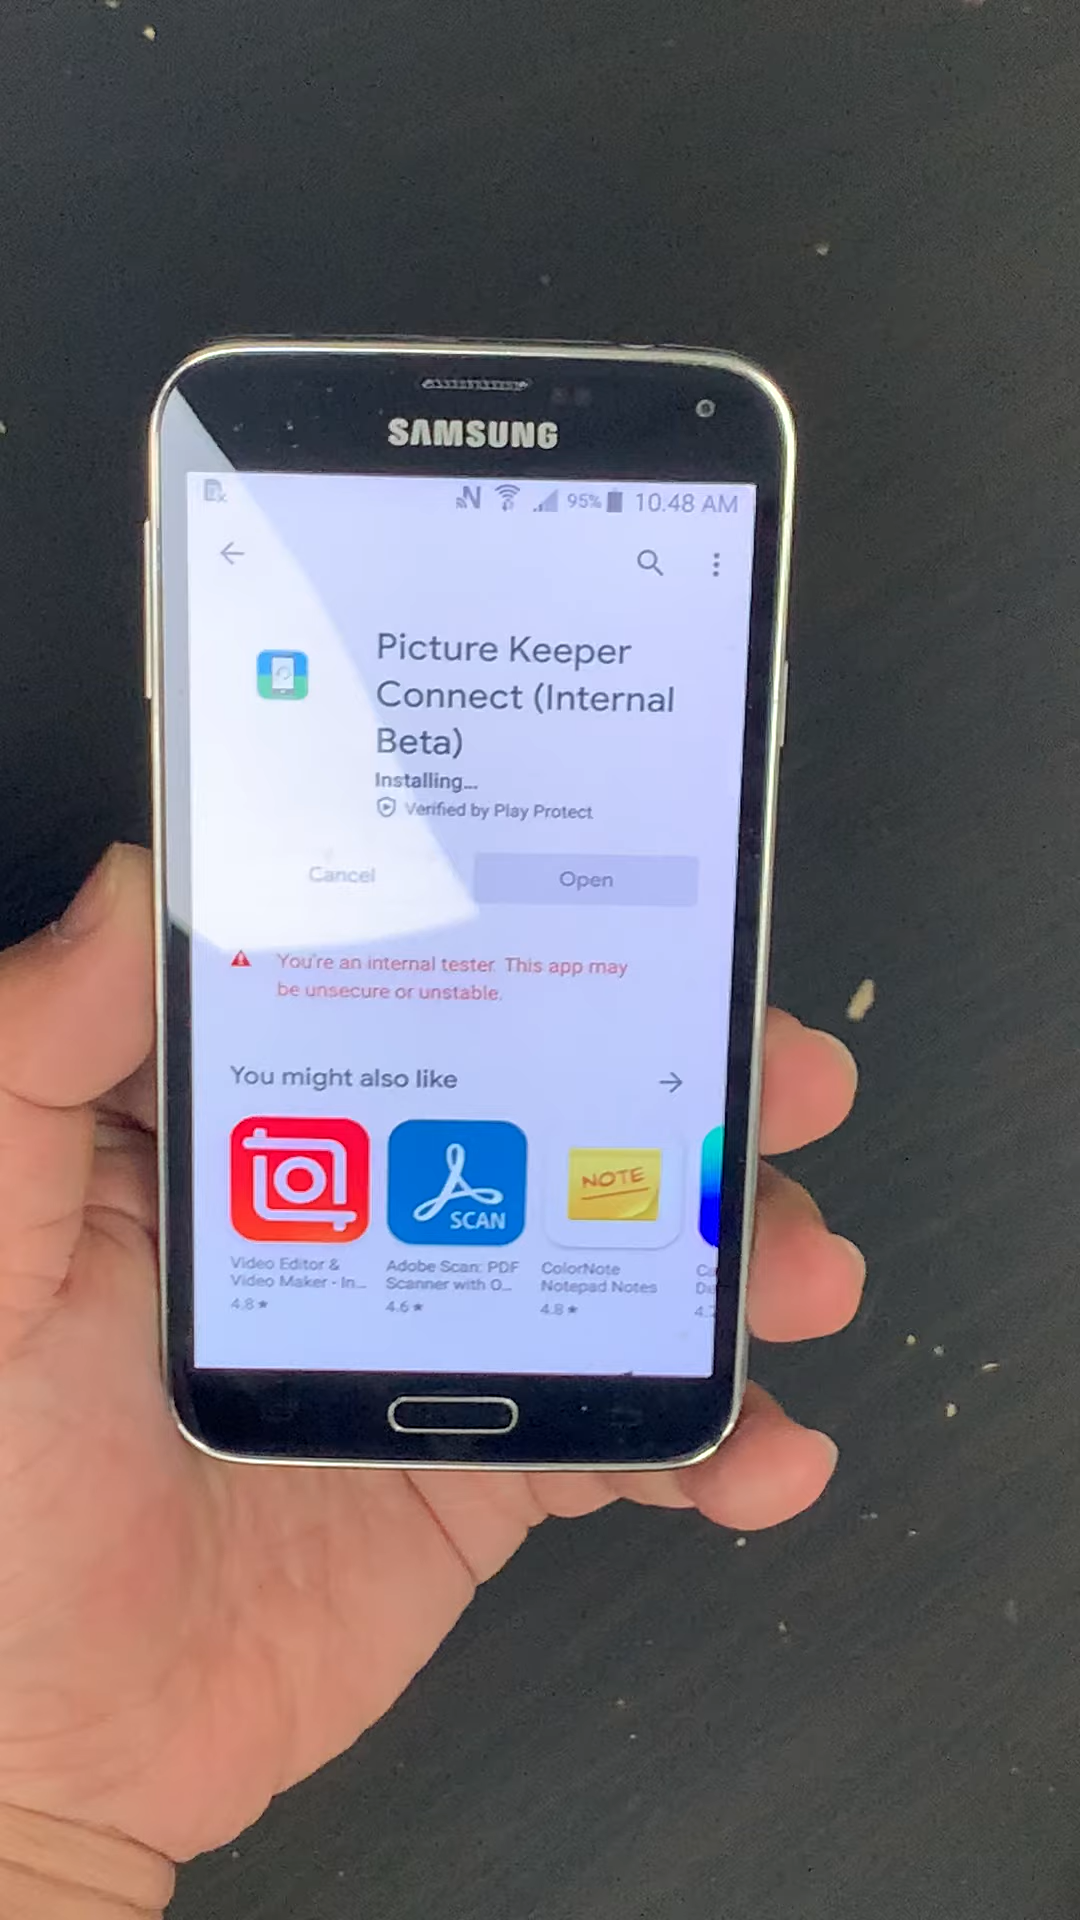 SAMSUNG
95% 10.48 AM
Picture Keeper
Connect (Internal
Beta)
Installing...
Verified by Play Protect
Cancel
Open
You're an internal tester. This app may
be unsecure or unstable.
You might also like
SCAN
NOTE
Video Editor &
Video Maker - In...
4.8★
Adobe Scan: PDF
Scanner with O...
4.6★
ColorNote
Notepad Notes
4.8★